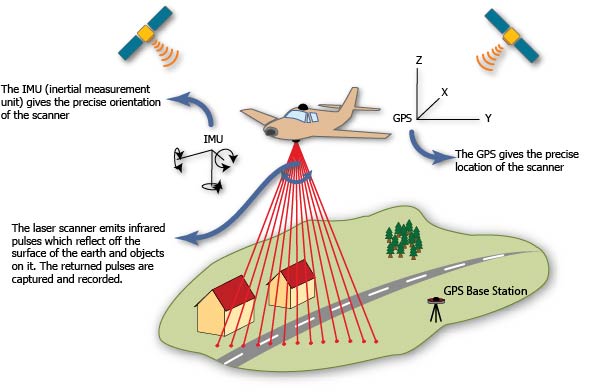 The IMU (inertial measurement
unit) gives the precise orientation
of the scanner
IMU
Z
X
GPS
Y
The GPS gives the precise
location of the scanner
The laser scanner emits infrared
pulses which reflect off the
surface of the earth and objects
on it. The returned pulses are
captured and recorded.
GPS Base Station